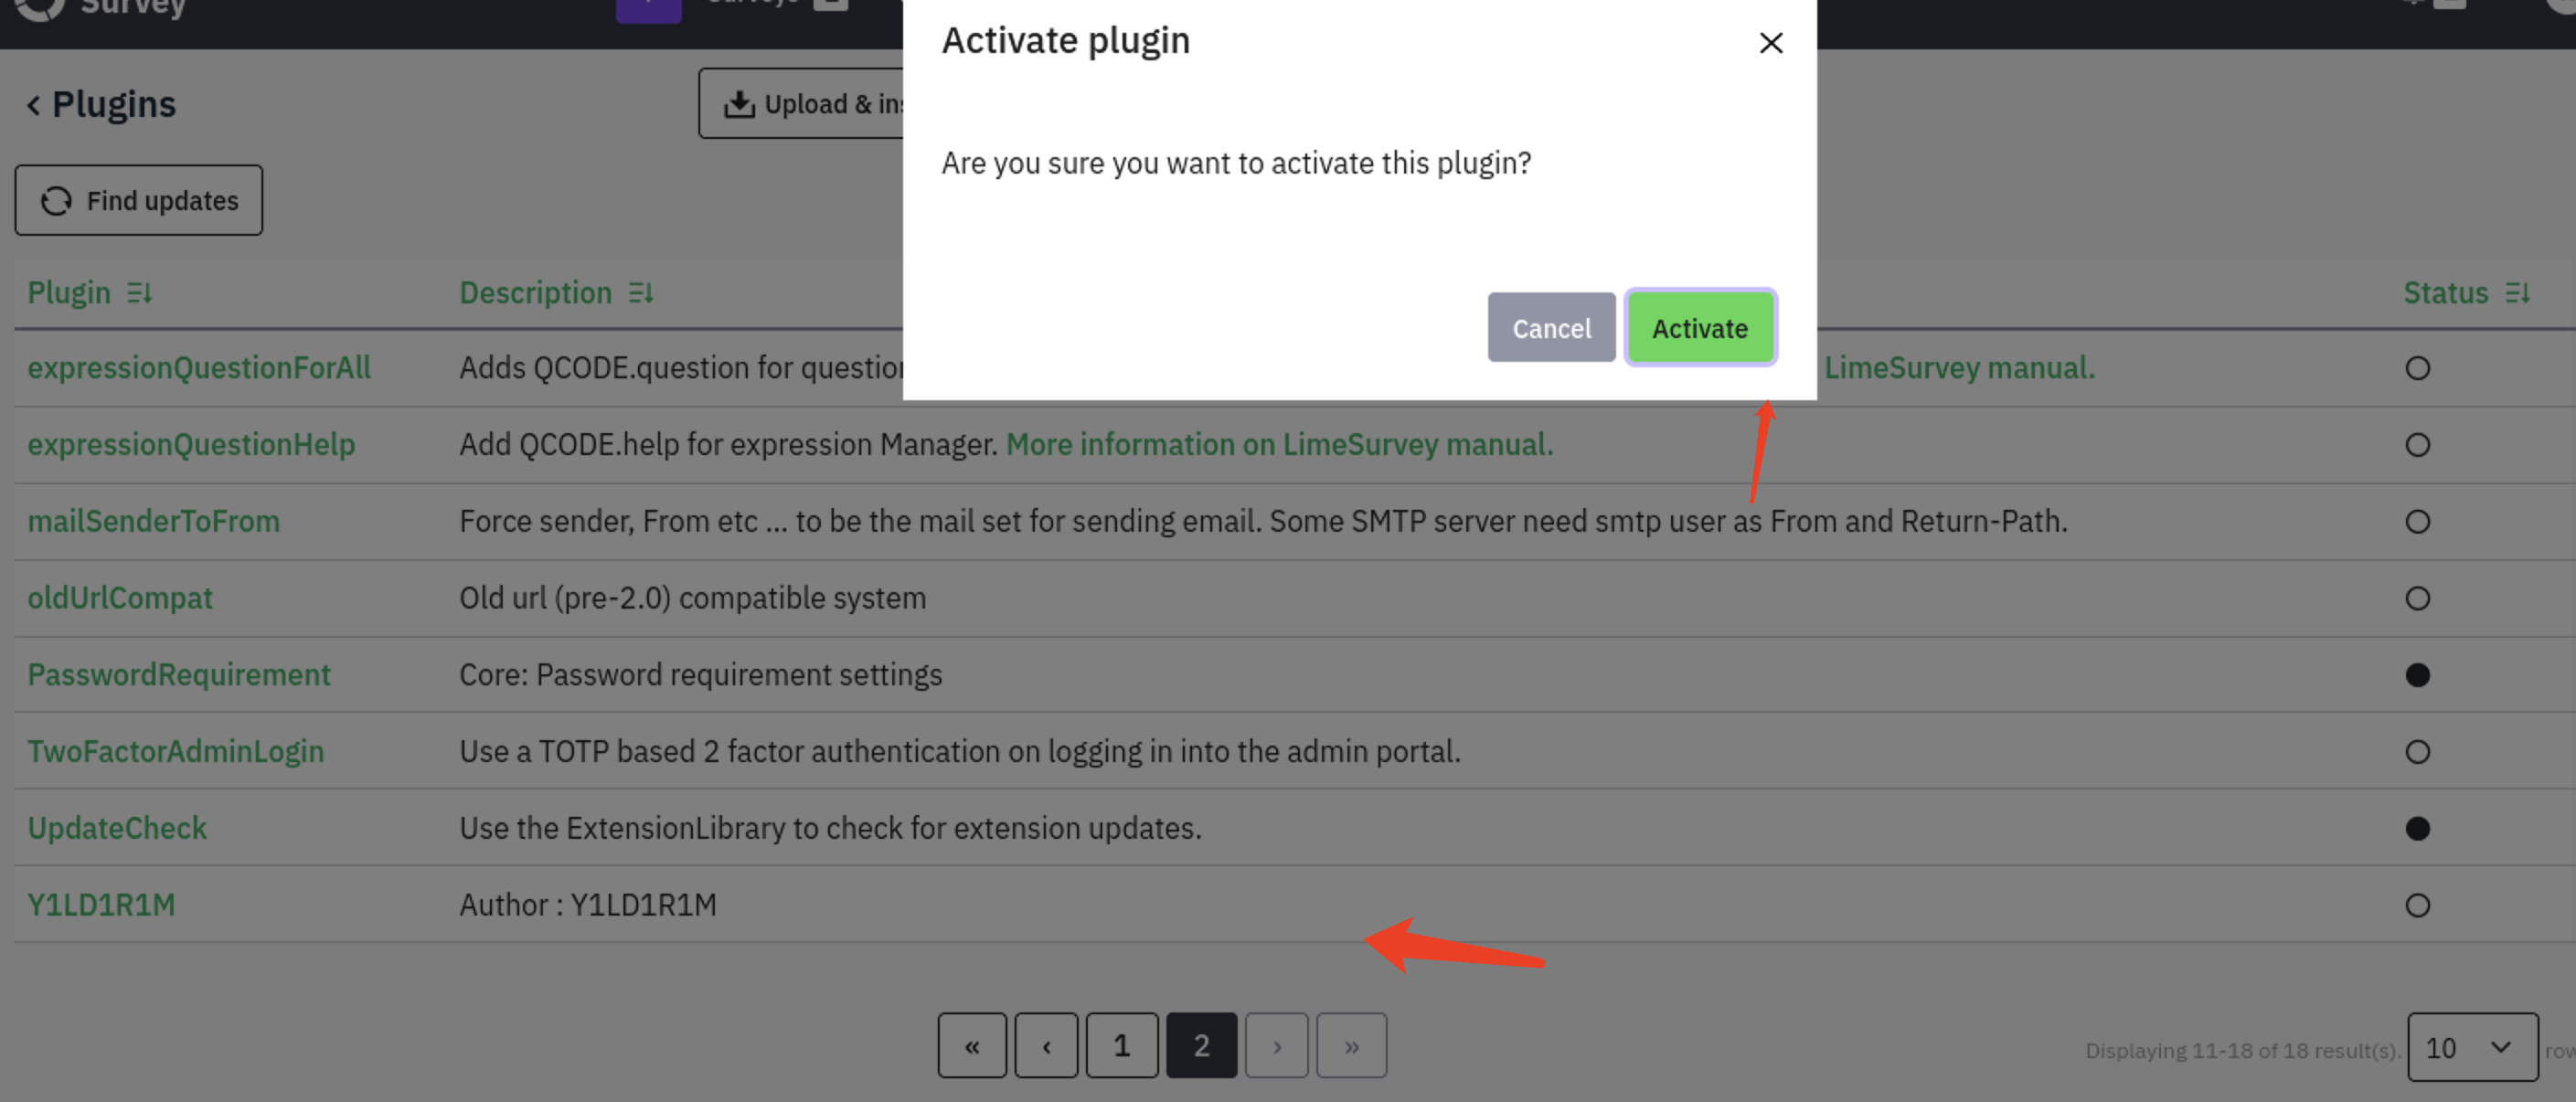 Survey
Surveys
Activate plugin
Plugins
Upload & ins
Are you sure you want to activate this plugin?
Find updates
Cancel
Activate
Plugin
Description
Status
expressionQuestionForAll
Adds QCODE.question for question
LimeSurvey manual.
expressionQuestionHelp
Add QCODE.help for expression Manager. More information on LimeSurvey manual.
mailSenderToFrom
Force sender, From etc ... to be the mail set for sending email. Some SMTP server need smtp user as From and Return-Path.
oldUrlCompat
Old url (pre-2.0) compatible system
PasswordRequirement
Core: Password requirement settings
TwoFactorAdminLogin
Use a TOTP based 2 factor authentication on logging in into the admin portal.
UpdateCheck
Use the ExtensionLibrary to check for extension updates.
Y1LD1R1M
Author : Y1LD1R1M
« ‹ 1 2 › »
Displaying 11-18 of 18 result(s).
10
row